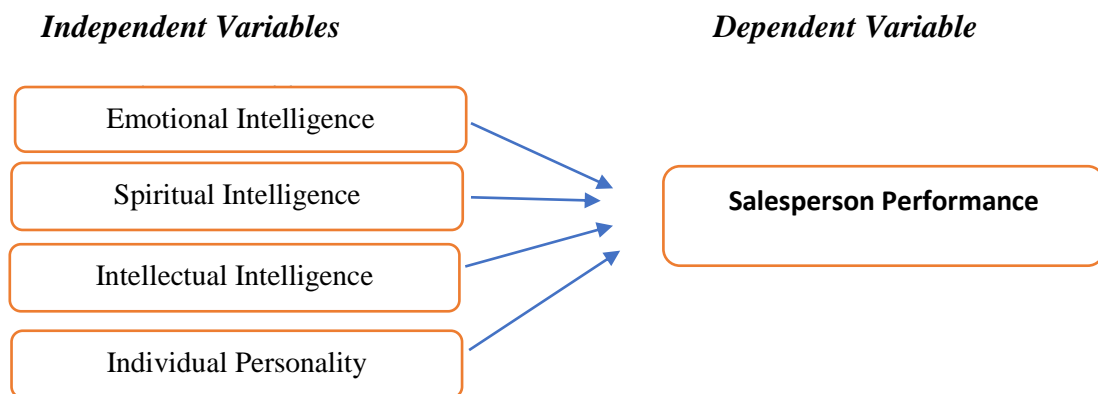 Independent Variables
Dependent Variable
Emotional Intelligence
Spiritual Intelligence
Salesperson Performance
Intellectual Intelligence
Individual Personality